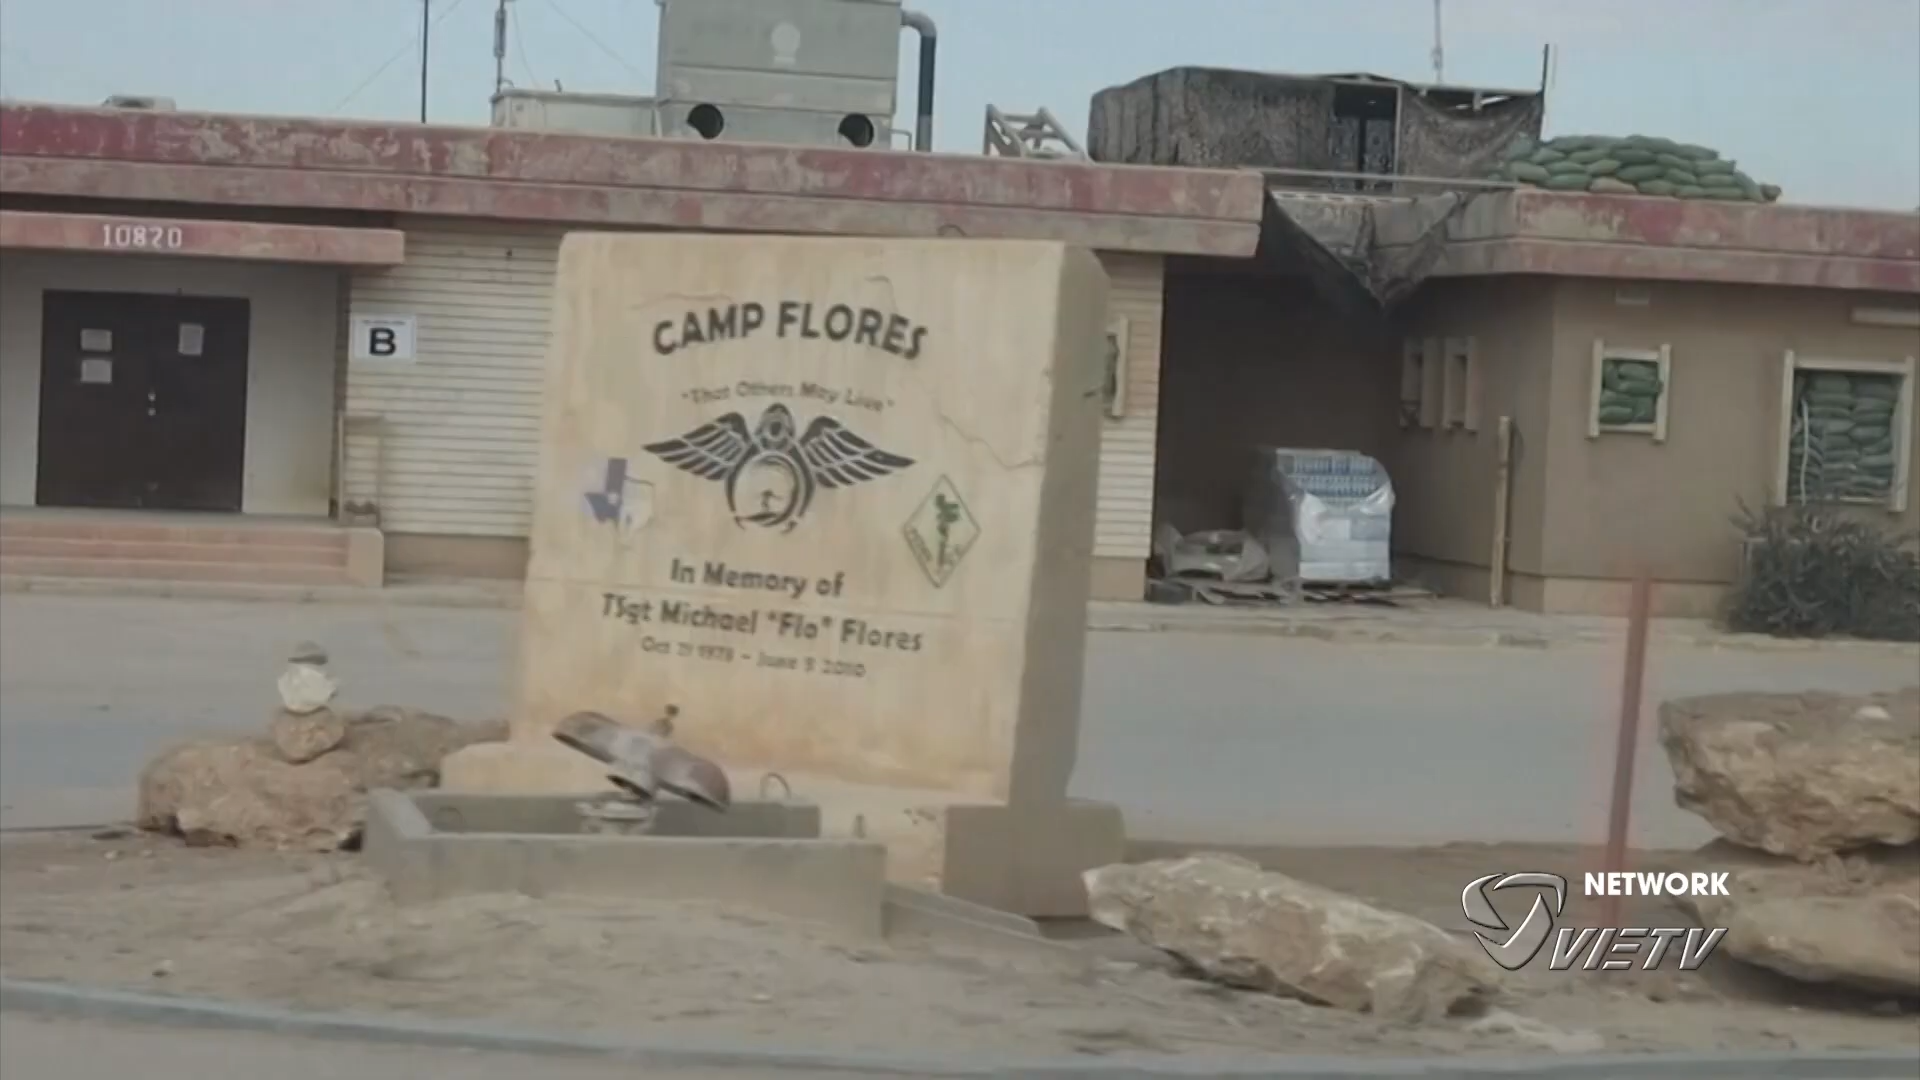 10820
B
CAMP FLORES
"That Others May Live"
In Memory of
TSgt Michael "Flo" Flores
Oct 21 1978 - June 9 2010
NETWORK
VIETV